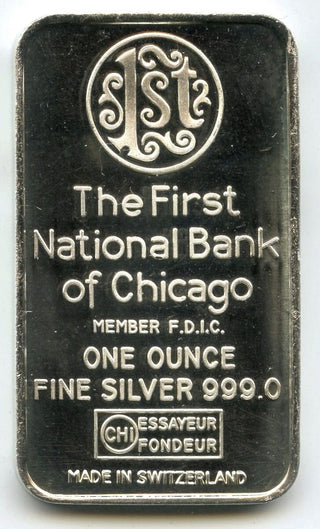 1st
The First
National Bank
of Chicago
MEMBER F.D.I.C.
ONE OUNCE
FINE SILVER 999.0
CHI ESSAYEUR
FONDEUR
MADE IN SWITZERLAND